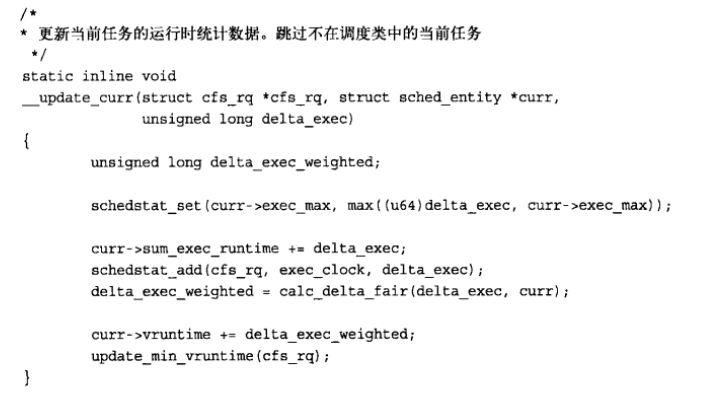 /*
* 更新当前任务的运行时统计数据。跳过不在调度类中的当前任务
*/
static inline void
__update_curr(struct cfs_rq *cfs_rq, struct sched_entity *curr,
unsigned long delta_exec)
{
unsigned long delta_exec_weighted;
schedstat_set(curr->exec_max, max((u64)delta_exec, curr->exec_max));
curr->sum_exec_runtime += delta_exec;
schedstat_add(cfs_rq, exec_clock, delta_exec);
delta_exec_weighted = calc_delta_fair(delta_exec, curr);
curr->vruntime += delta_exec_weighted;
update_min_vruntime(cfs_rq);
}